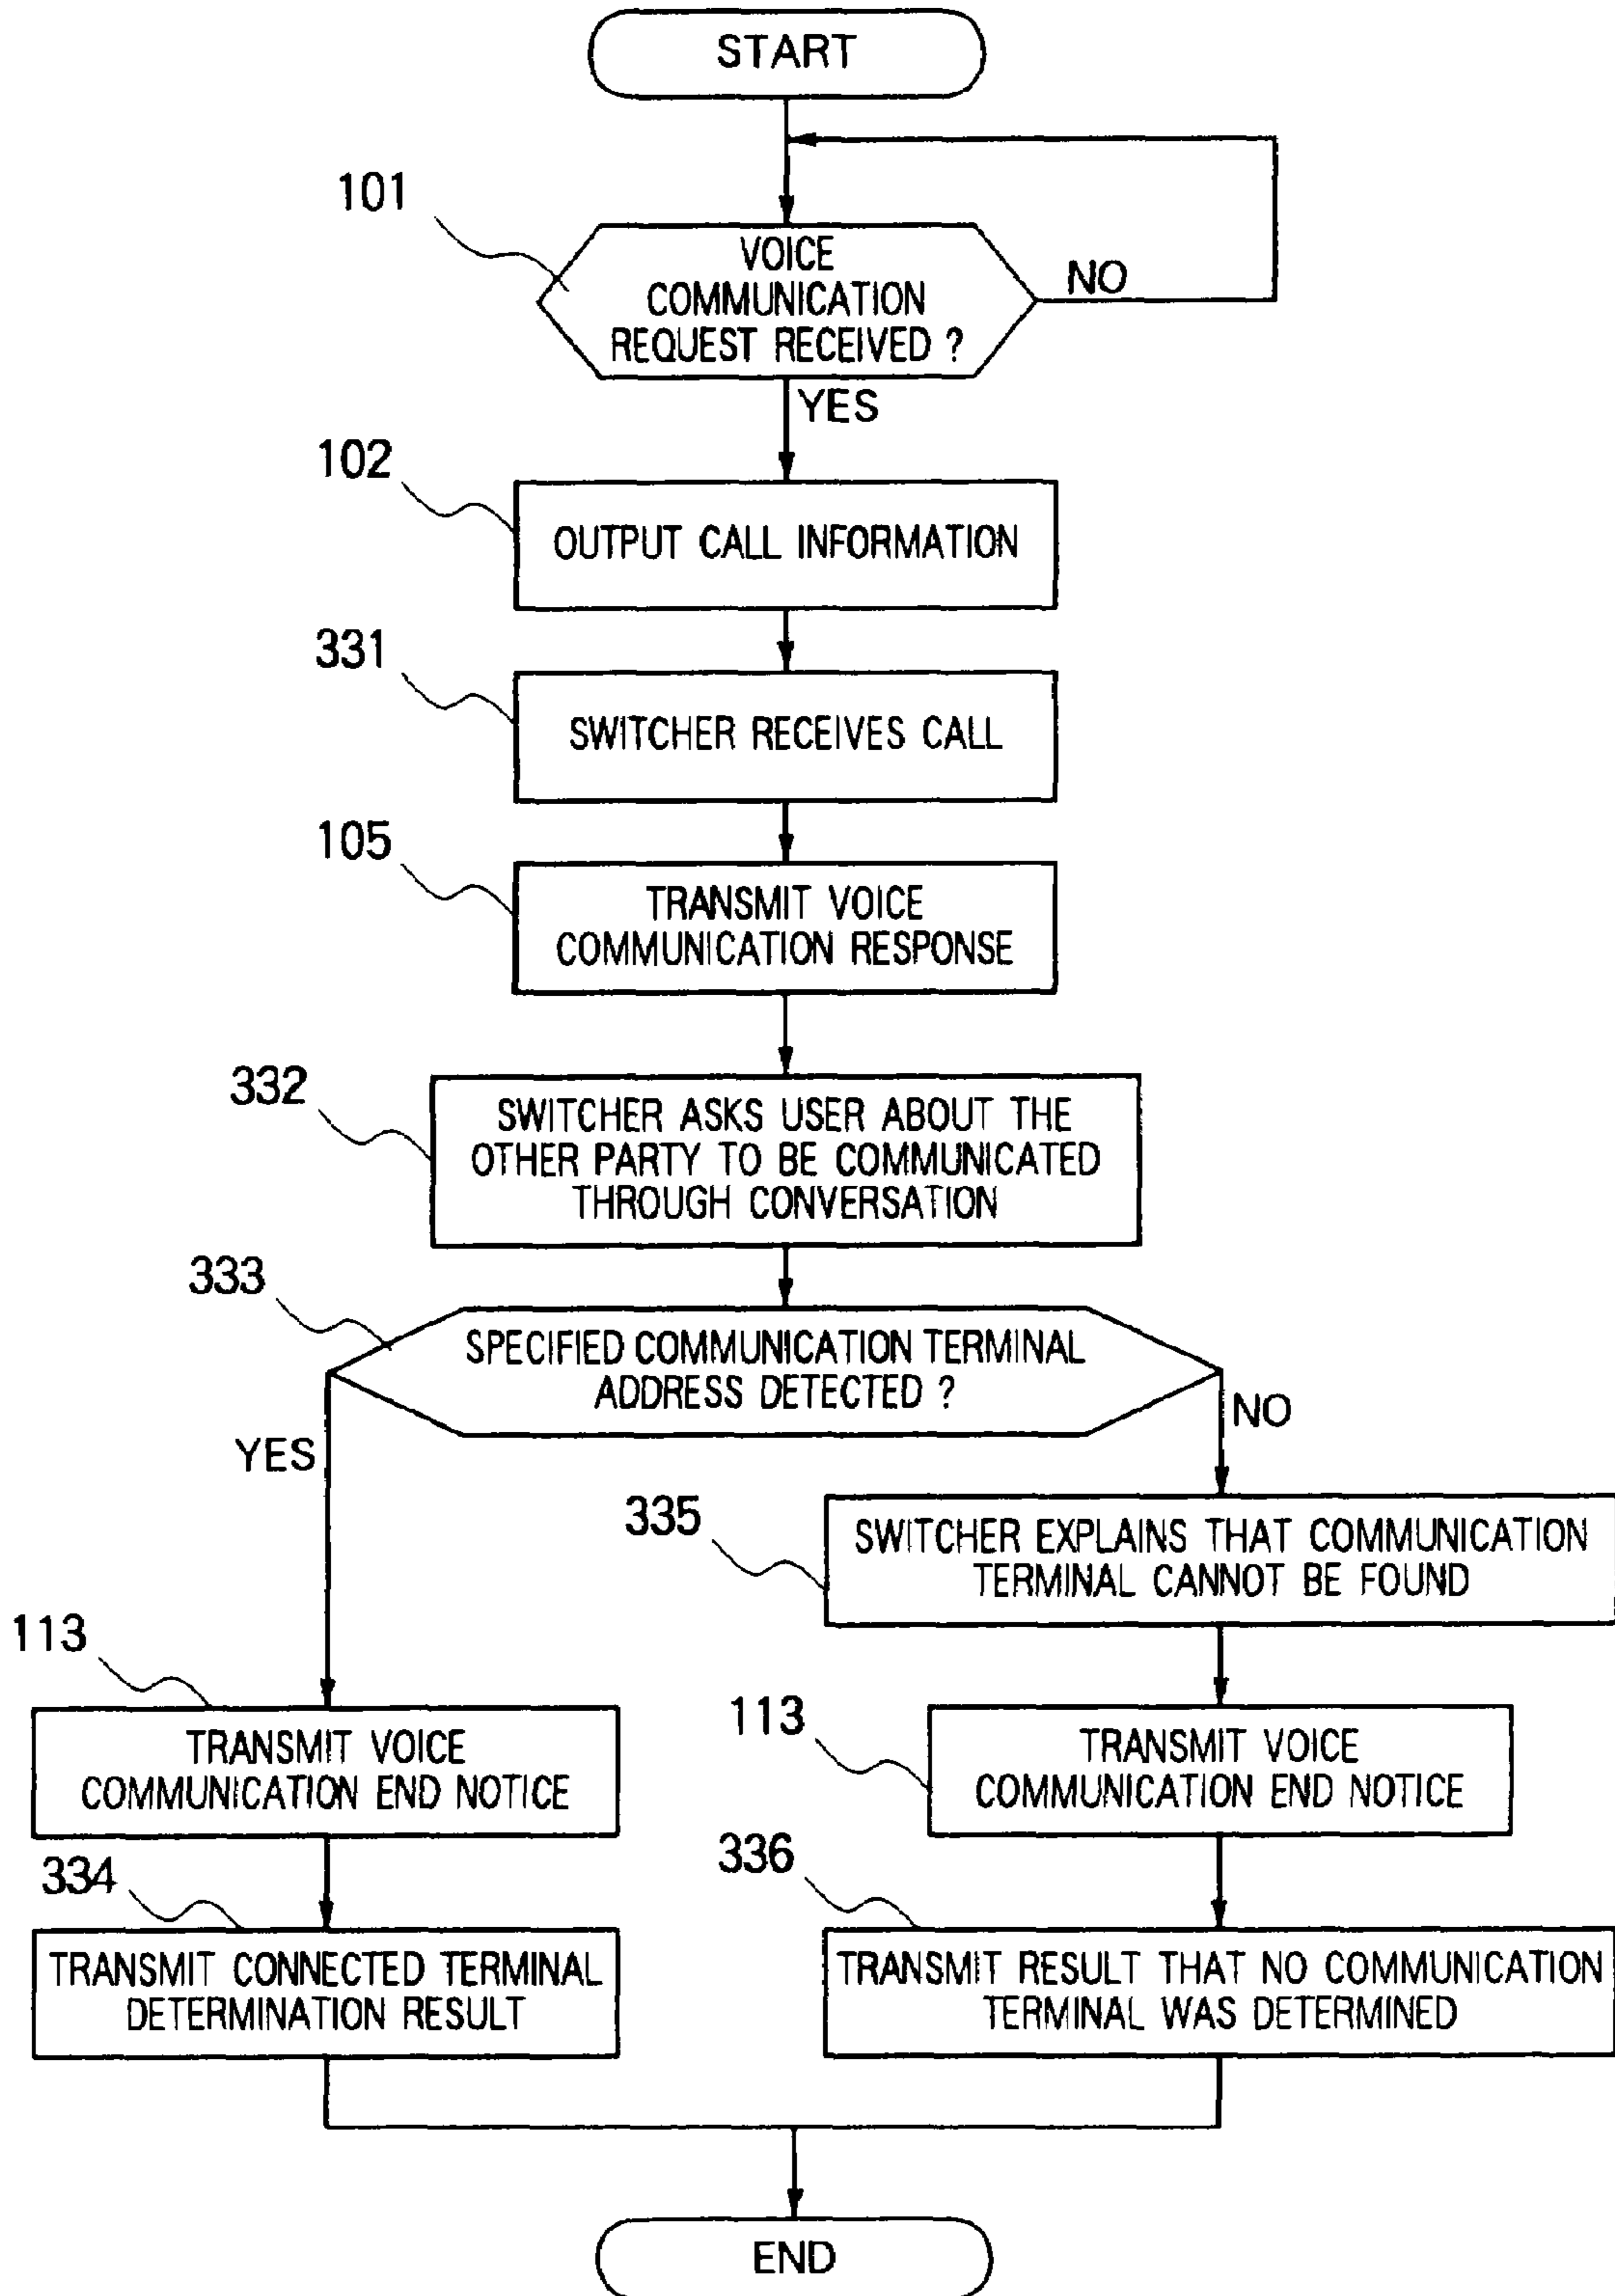 START
101
VOICE
COMMUNICATION
REQUEST RECEIVED ?
NO
YES
102
OUTPUT CALL INFORMATION
331
SWITCHER RECEIVES CALL
105
TRANSMIT VOICE
COMMUNICATION RESPONSE
332
SWITCHER ASKS USER ABOUT THE
OTHER PARTY TO BE COMMUNICATED
THROUGH CONVERSATION
333
SPECIFIED COMMUNICATION TERMINAL
ADDRESS DETECTED ?
YES
NO
335
SWITCHER EXPLAINS THAT COMMUNICATION
TERMINAL CANNOT BE FOUND
113
TRANSMIT VOICE
COMMUNICATION END NOTICE
113
TRANSMIT VOICE
COMMUNICATION END NOTICE
334
TRANSMIT CONNECTED TERMINAL
DETERMINATION RESULT
336
TRANSMIT RESULT THAT NO COMMUNICATION
TERMINAL WAS DETERMINED
END